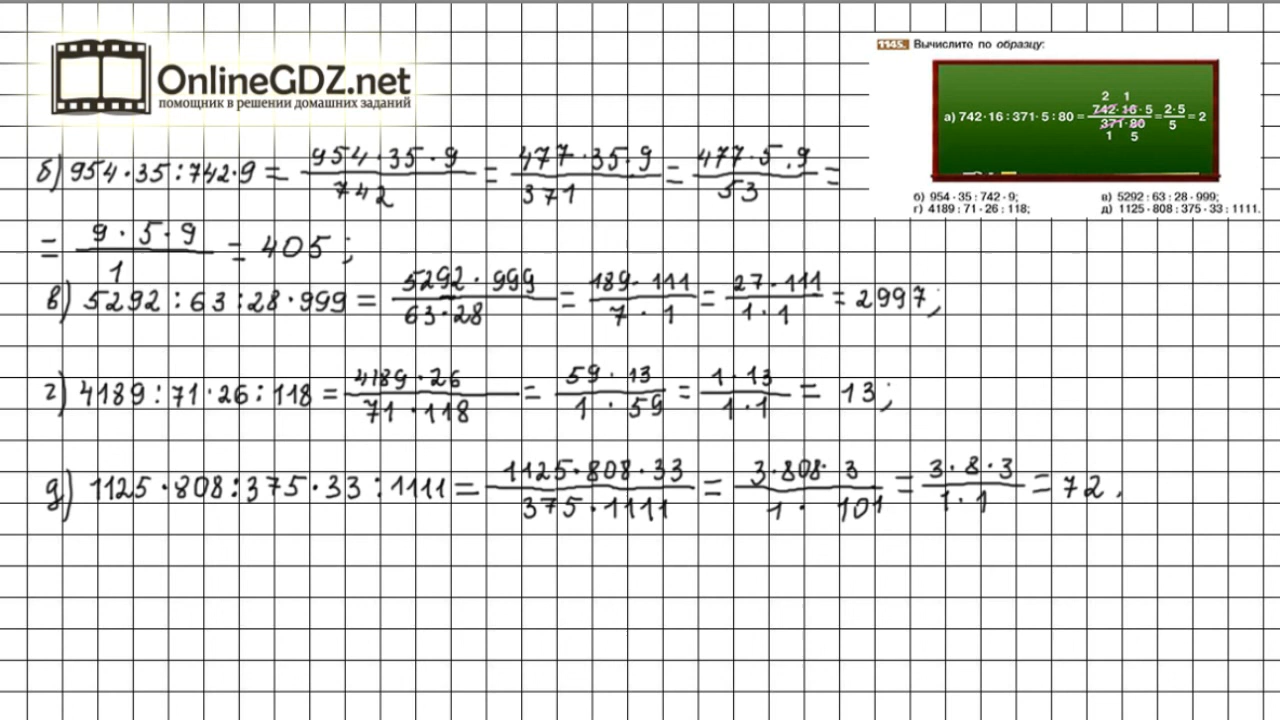 OnlineGDZ.net
помощник в решении домашних заданий
1145. Вычислите по образцу:
а) 742 · 16 : 371 · 5 : 80 = 742 · 16 · 5 / 371 · 80 = 2 · 5 / 5 = 2
2 1
1 5
б) 954 · 35 : 742 · 9; в) 5292 : 63 : 28 · 999;
г) 4189 : 71 · 26 : 118; д) 1125 · 808 : 375 · 33 : 1111.
б) 954 · 35 : 742 · 9 = 954 · 35 · 9 / 742 = 477 · 35 · 9 / 371 = 477 · 5 · 9 / 53 =
= 9 · 5 · 9 / 1 = 405;
в) 5292 : 63 : 28 · 999 = 5292 · 999 / 63 · 28 = 189 · 111 / 7 · 1 = 27 · 111 / 1 · 1 = 2997;
г) 4189 : 71 · 26 : 118 = 4189 · 26 / 71 · 118 = 59 · 13 / 1 · 59 = 1 · 13 / 1 · 1 = 13;
д) 1125 · 808 : 375 · 33 : 1111 = 1125 · 808 · 33 / 375 · 1111 = 3 · 808 · 3 / 1 · 101 = 3 · 8 · 3 / 1 · 1 = 72.